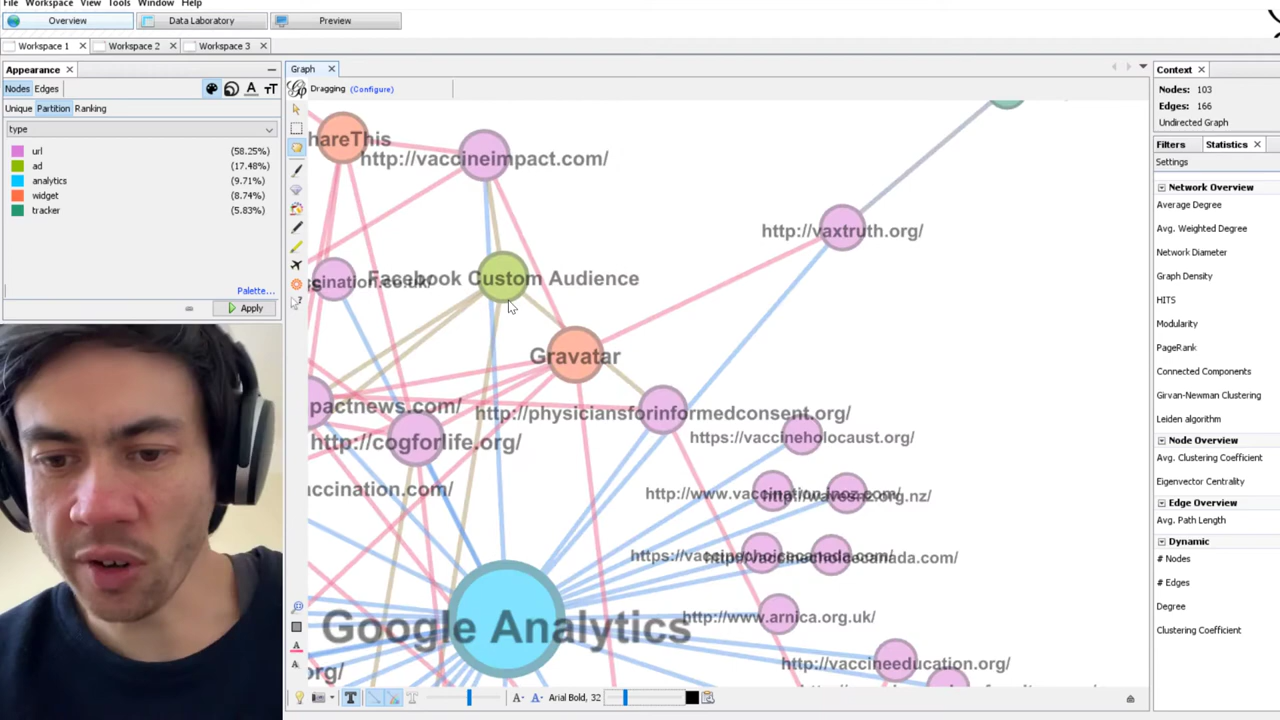 File Workspace View Tools Window Help
Overview Data Laboratory Preview
Workspace 1 Workspace 2 Workspace 3
Appearance
Nodes Edges
Unique Partition Ranking
type
url (58.25%)
ad (17.48%)
analytics (9.71%)
widget (8.74%)
tracker (5.83%)
Palette...
Apply
Graph
Dragging (Configure)
hareThis
http://vaccineimpact.com/
http://vaxtruth.org/
Facebook Custom Audience
Gravatar
pactnews.com/
http://physiciansforinformedconsent.org/
http://cogforlife.org/
https://vaccineholocaust.org/
accination.com/
Google Analytics
http://www.arnica.org.uk/
http://vaccineeducation.org/
org/
Arial Bold, 32
Context
Nodes: 103
Edges: 166
Undirected Graph
Filters Statistics
Settings
Network Overview
Average Degree
Avg. Weighted Degree
Network Diameter
Graph Density
HITS
Modularity
PageRank
Connected Components
Girvan-Newman Clustering
Leiden algorithm
Node Overview
Avg. Clustering Coefficient
Eigenvector Centrality
Edge Overview
Avg. Path Length
Dynamic
# Nodes
# Edges
Degree
Clustering Coefficient